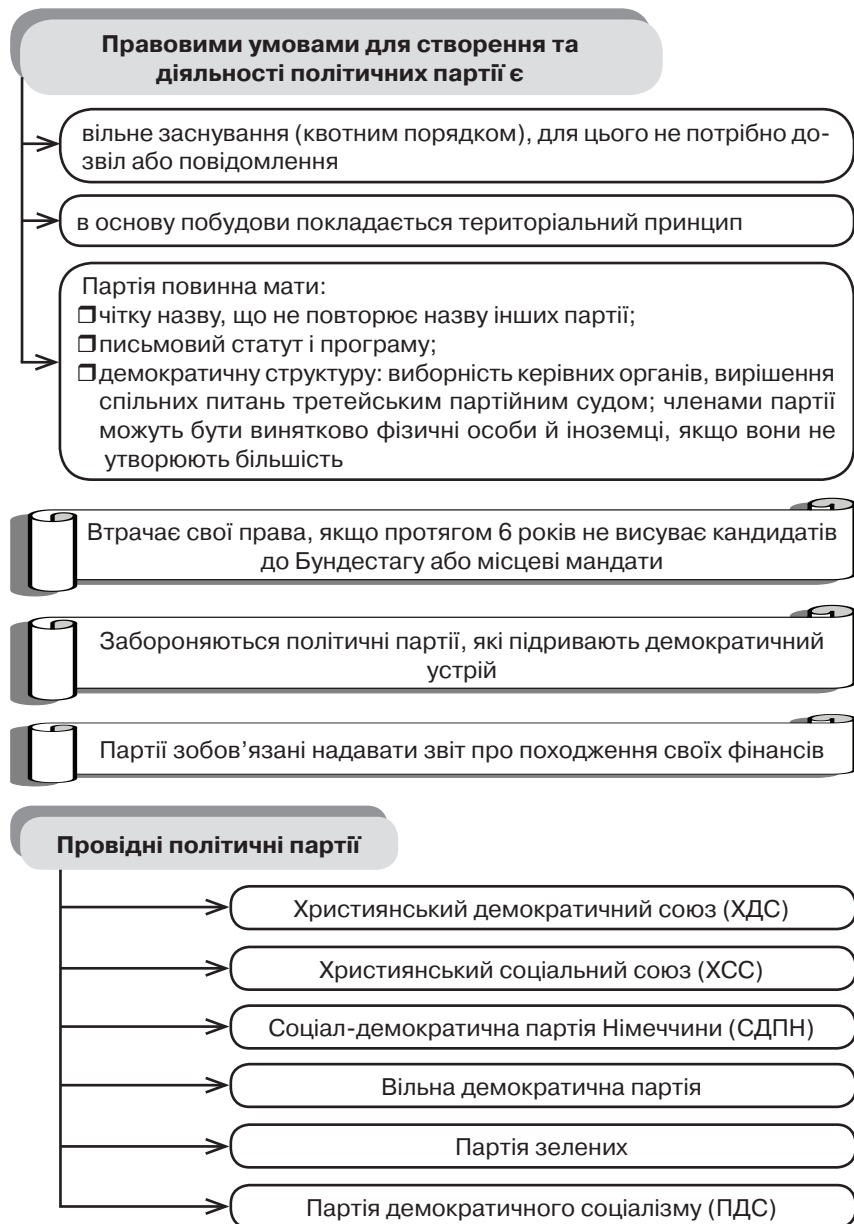 Правовими умовами для створення та
діяльності політичних партії є
вільне заснування (квотним порядком), для цього не потрібно до-
звіл або повідомлення
в основу побудови покладається територіальний принцип
Партія повинна мати:
❒чітку назву, що не повторює назву інших партії;
❒письмовий статут і програму;
❒демократичну структуру: виборність керівних органів, вирішення
спільних питань третейським партійним судом; членами партії
можуть бути винятково фізичні особи й іноземці, якщо вони не
утворюють більшість
Втрачає свої права, якщо протягом 6 років не висуває кандидатів
до Бундестагу або місцеві мандати
Забороняються політичні партії, які підривають демократичний
устрій
Партії зобов’язані надавати звіт про походження своїх фінансів
Провідні політичні партії
Християнський демократичний союз (ХДС)
Християнський соціальний союз (ХСС)
Соціал-демократична партія Німеччини (СДПН)
Вільна демократична партія
Партія зелених
Партія демократичного соціалізму (ПДС)